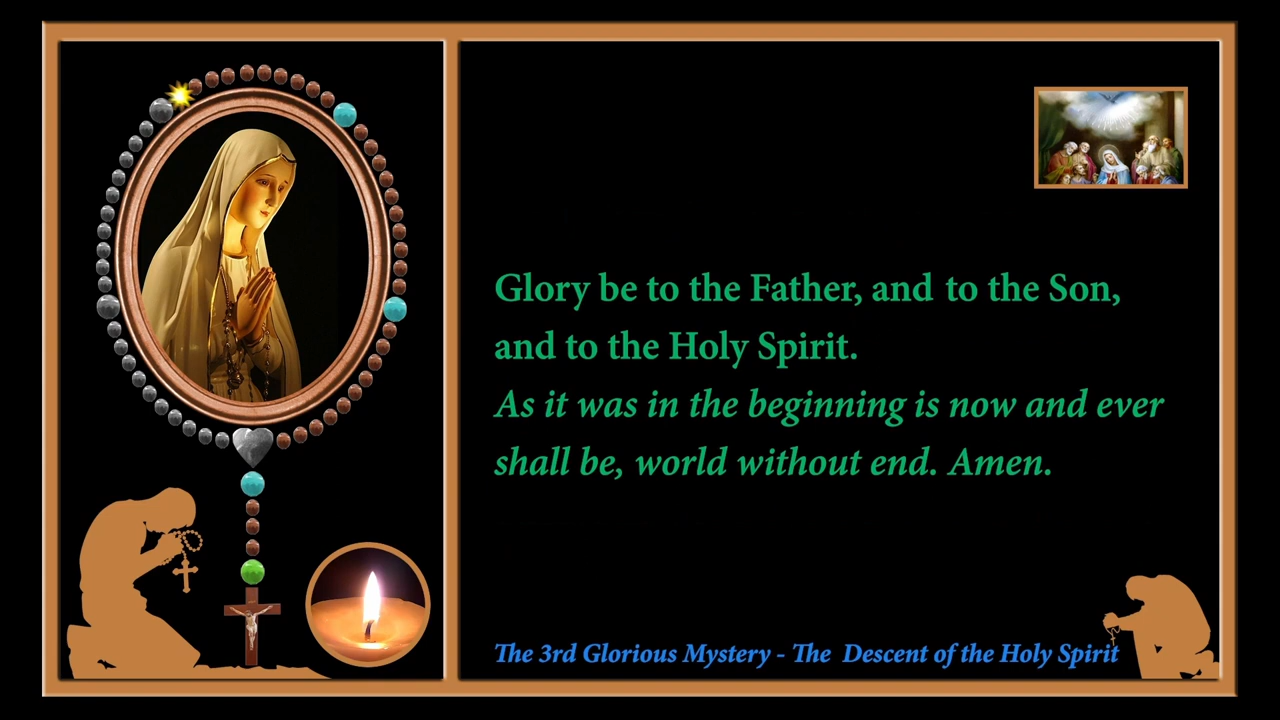 Glory be to the Father, and to the Son,
and to the Holy Spirit.
As it was in the beginning is now and ever
shall be, world without end. Amen.
The 3rd Glorious Mystery - The Descent of the Holy Spirit